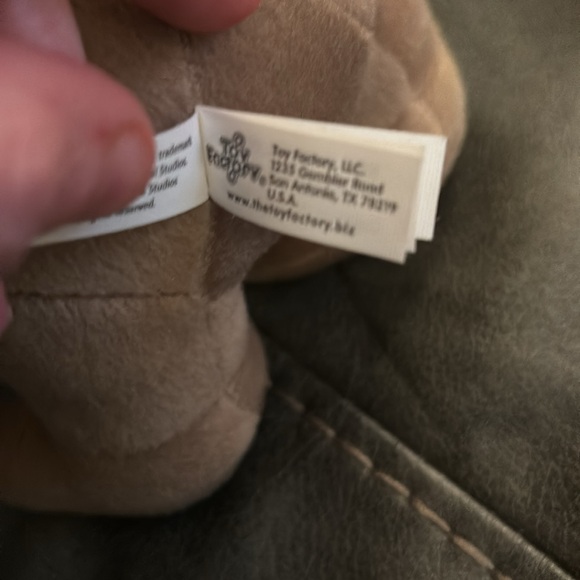 trademark
Studios
Studios
reserved.
Toy Factory
Toy Factory, LLC.
1235 Gembler Road
San Antonio, TX 78219
U.S.A.
www.thetoyfactory.biz